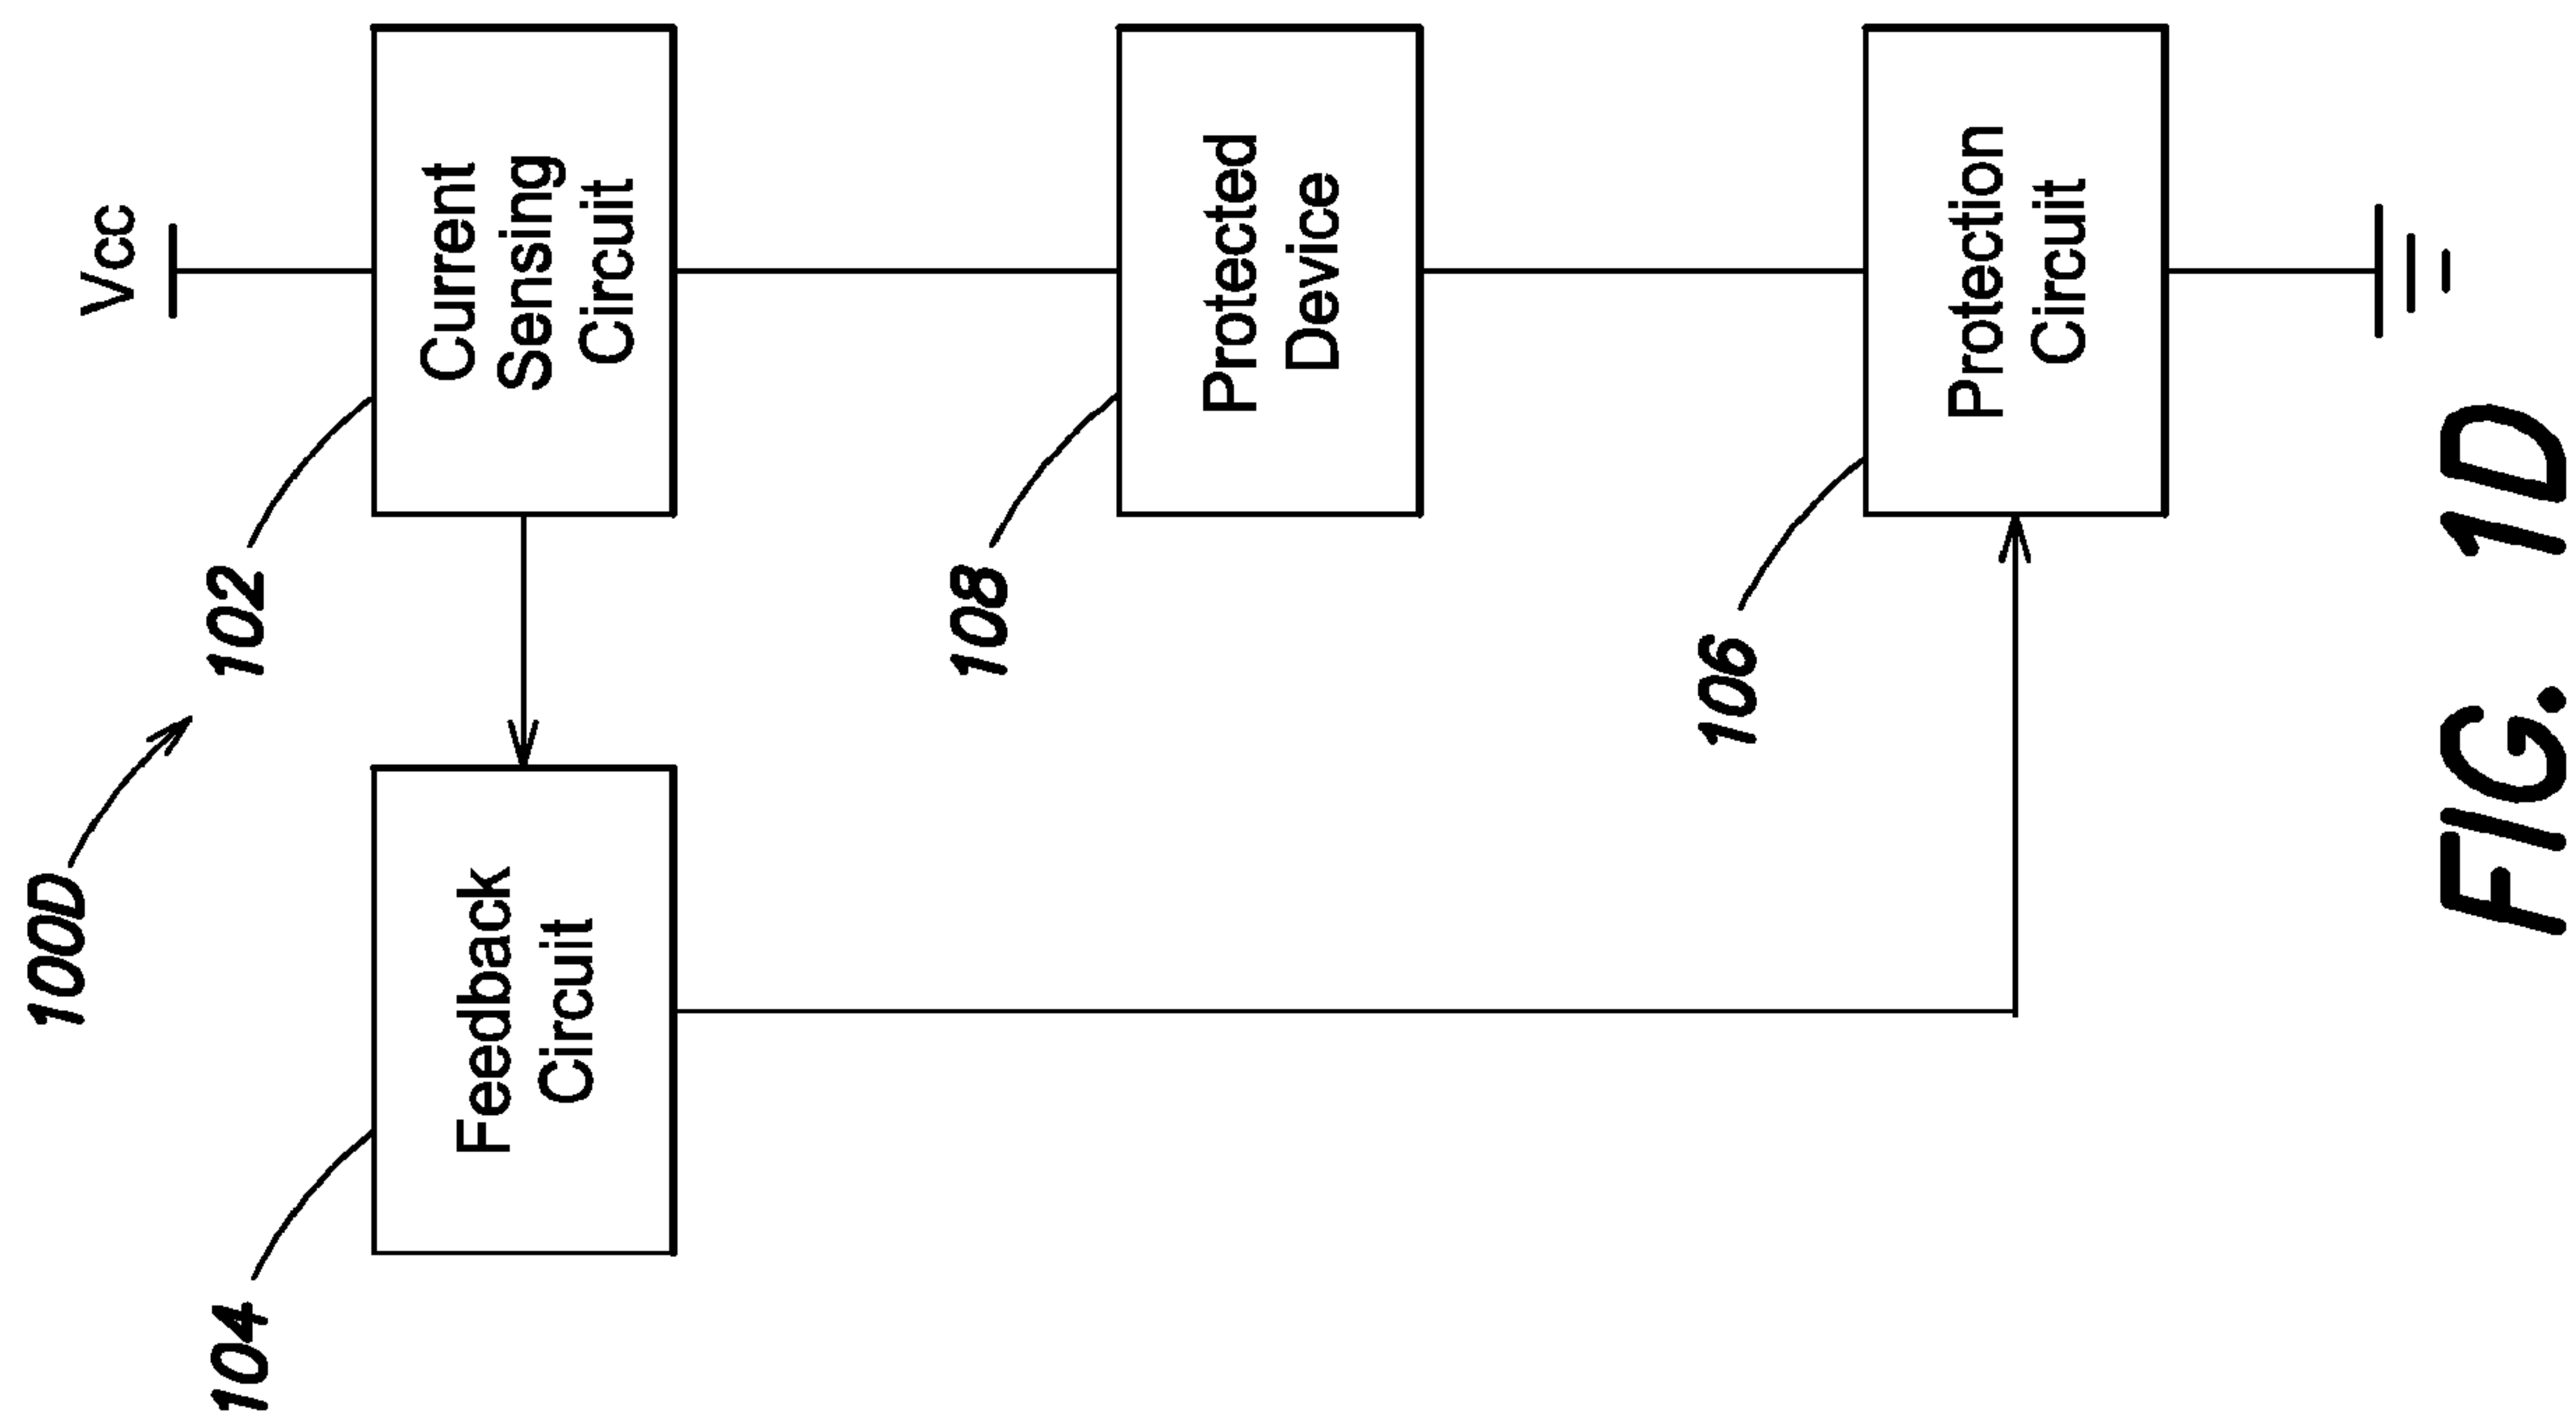 100D
Vcc
102
Current
Sensing
Circuit
104
Feedback
Circuit
108
Protected
Device
106
Protection
Circuit
FIG. 1D